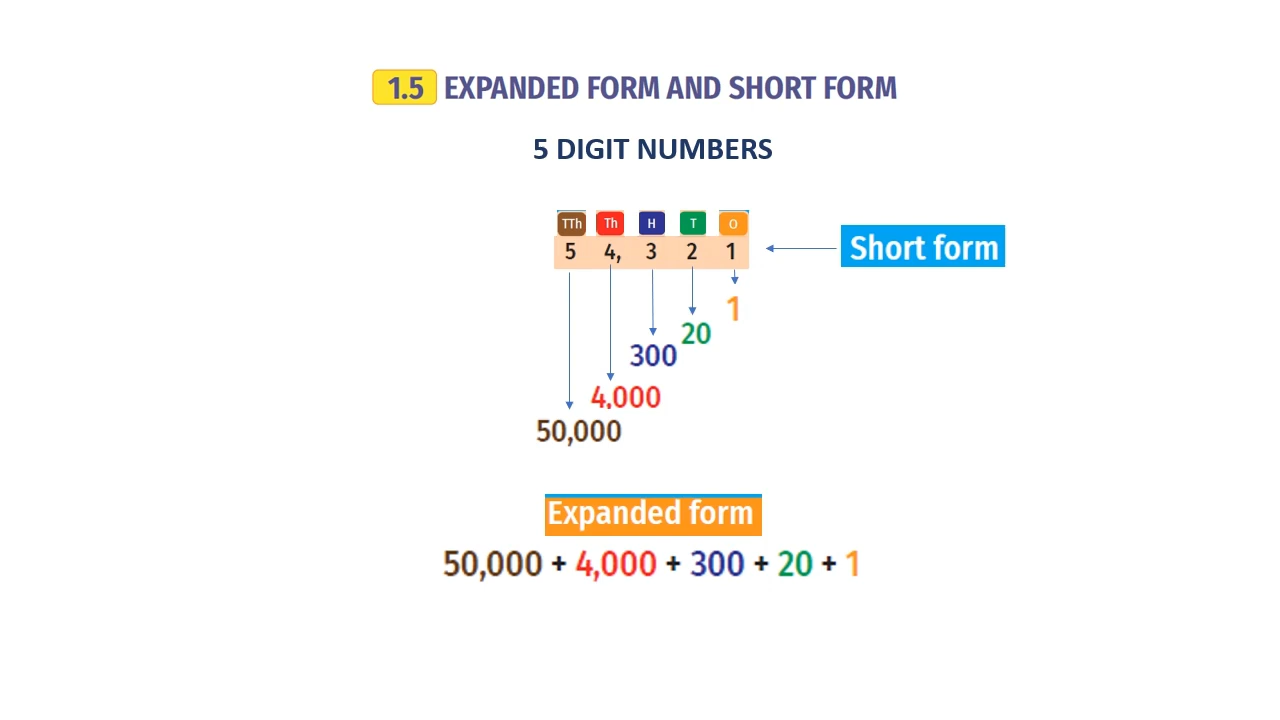 1.5 EXPANDED FORM AND SHORT FORM
5 DIGIT NUMBERS
TTh Th H T O
5 4, 3 2 1
Short form
1
20
300
4,000
50,000
Expanded form
50,000 + 4,000 + 300 + 20 + 1